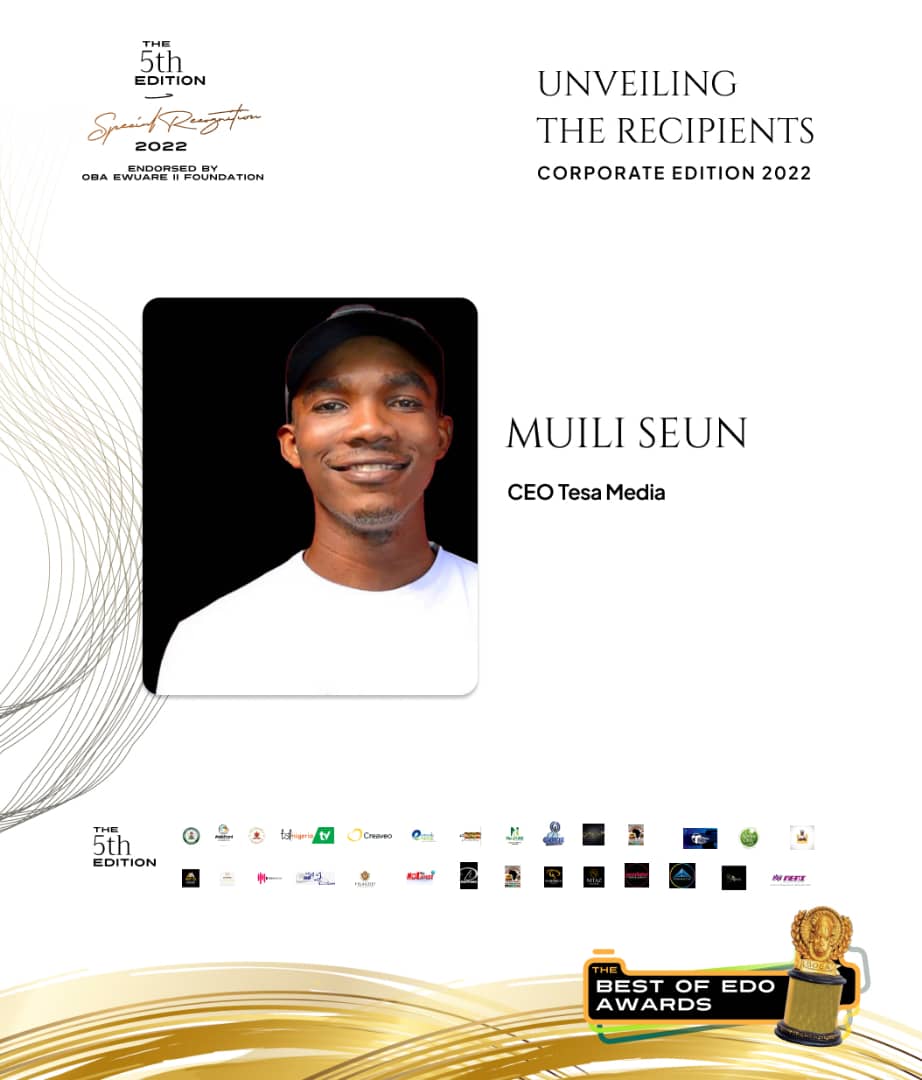 THE
5th
EDITION
Special Recognition
2022
ENDORSED BY
OBA EWUARE II FOUNDATION
UNVEILING
THE RECIPIENTS
CORPORATE EDITION 2022
MUILI SEUN
CEO Tesa Media
THE
5th
EDITION
tv
Creaveo
THE
BEST OF EDO
AWARDS